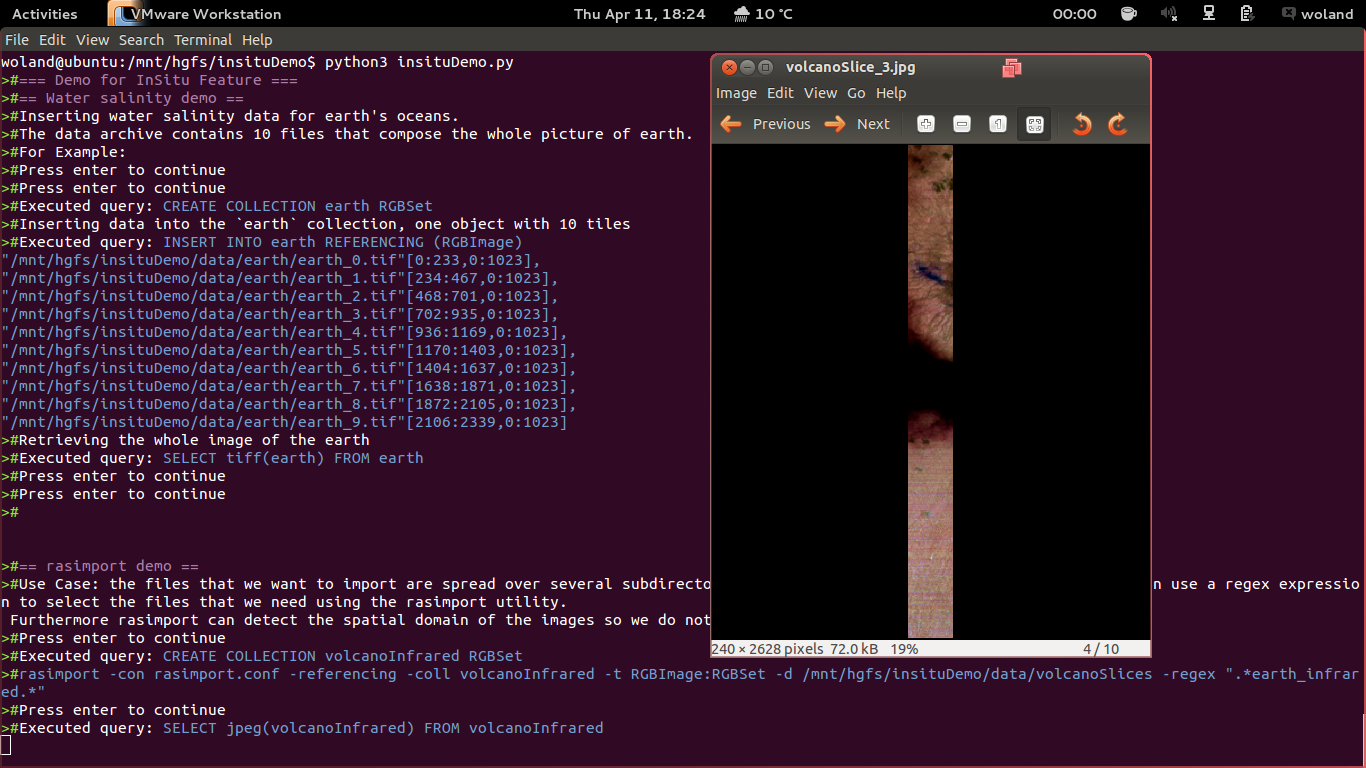 Activities VMware Workstation Thu Apr 11, 18:24 10 °C 00:00 woland
File Edit View Search Terminal Help
woland@ubuntu:/mnt/hgfs/insituDemo$ python3 insituDemo.py
>#=== Demo for InSitu Feature ===
>#== Water salinity demo ==
>#Inserting water salinity data for earth's oceans.
>#The data archive contains 10 files that compose the whole picture of earth.
>#For Example:
>#Press enter to continue
>#Press enter to continue
>#Executed query: CREATE COLLECTION earth RGBSet
>#Inserting data into the `earth` collection, one object with 10 tiles
>#Executed query: INSERT INTO earth REFERENCING (RGBImage)
"/mnt/hgfs/insituDemo/data/earth/earth_0.tif"[0:233,0:1023],
"/mnt/hgfs/insituDemo/data/earth/earth_1.tif"[234:467,0:1023],
"/mnt/hgfs/insituDemo/data/earth/earth_2.tif"[468:701,0:1023],
"/mnt/hgfs/insituDemo/data/earth/earth_3.tif"[702:935,0:1023],
"/mnt/hgfs/insituDemo/data/earth/earth_4.tif"[936:1169,0:1023],
"/mnt/hgfs/insituDemo/data/earth/earth_5.tif"[1170:1403,0:1023],
"/mnt/hgfs/insituDemo/data/earth/earth_6.tif"[1404:1637,0:1023],
"/mnt/hgfs/insituDemo/data/earth/earth_7.tif"[1638:1871,0:1023],
"/mnt/hgfs/insituDemo/data/earth/earth_8.tif"[1872:2105,0:1023],
"/mnt/hgfs/insituDemo/data/earth/earth_9.tif"[2106:2339,0:1023]
>#Retrieving the whole image of the earth
>#Executed query: SELECT tiff(earth) FROM earth
>#Press enter to continue
>#Press enter to continue
>#
>#== rasimport demo ==
>#Use Case: the files that we want to import are spread over several subdirecto n use a regex expressio
n to select the files that we need using the rasimport utility.
Furthermore rasimport can detect the spatial domain of the images so we do not
>#Press enter to continue
>#Executed query: CREATE COLLECTION volcanoInfrared RGBSet
>#rasimport -con rasimport.conf -referencing -coll volcanoInfrared -t RGBImage:RGBSet -d /mnt/hgfs/insituDemo/data/volcanoSlices -regex ".*earth_infrar
ed.*"
>#Press enter to continue
>#Executed query: SELECT jpeg(volcanoInfrared) FROM volcanoInfrared
volcanoSlice_3.jpg
Image Edit View Go Help
Previous Next
240 × 2628 pixels 72.0 kB 19% 4 / 10